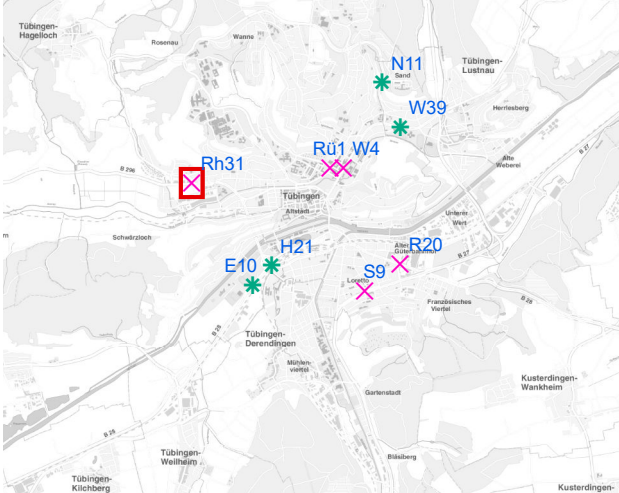 Tübingen-
Hagelloch
Rosenau
Wanne
N11
Sand
Tübingen-
Lustnau
W39
Herrlesberg
Rü1 W4
Rh31
B 296
Alte
Weberei
B 27
Tübingen
Altstadt
Unterer
Wert
Schwärzloch
H21
Alter
Güterbahnhof
R20
B 27
E10
S9
Loretto
Französisches
Viertel
B 28
B 28
Tübingen-
Derendingen
Mühlen-
viertel
Gartenstadt
Kusterdingen-
Wankheim
B 28
Tübingen-
Weilheim
Bläsiberg
Tübingen-
Kilchberg
Kusterdingen-